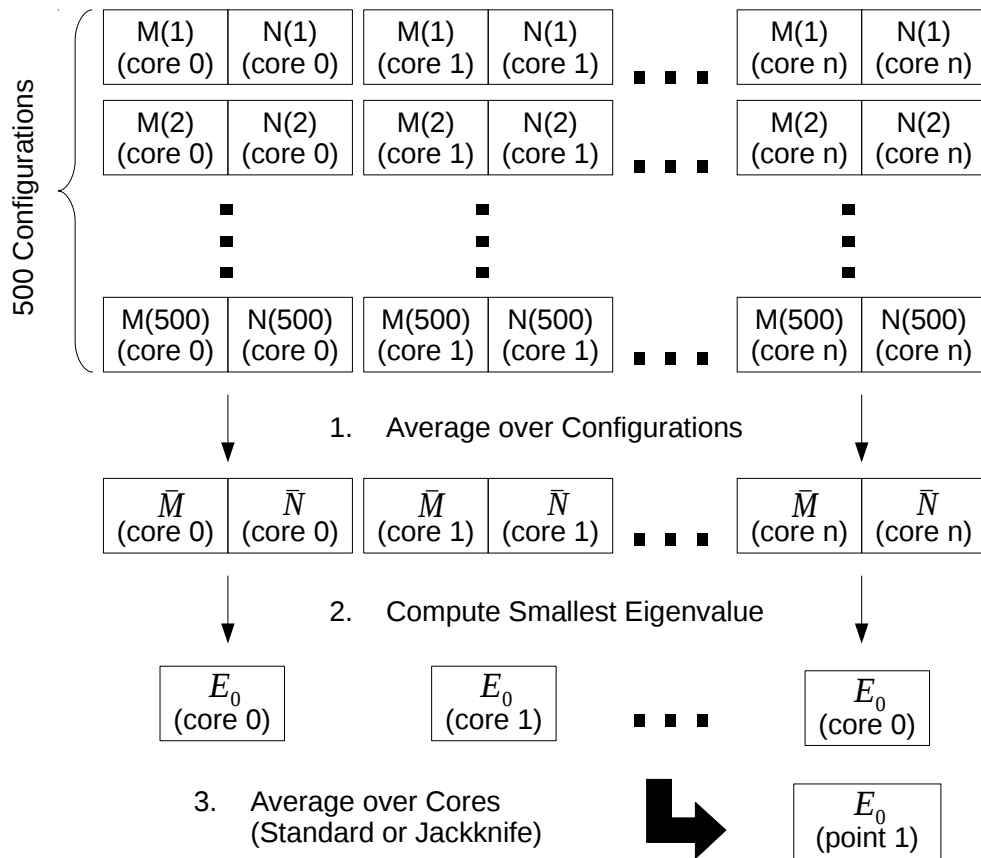 500 Configurations
M(1) N(1) M(1) N(1) M(1) N(1)
(core 0) (core 0) (core 1) (core 1) (core n) (core n)
M(2) N(2) M(2) N(2) M(2) N(2)
(core 0) (core 0) (core 1) (core 1) (core n) (core n)
M(500) N(500) M(500) N(500) M(500) N(500)
(core 0) (core 0) (core 1) (core 1) (core n) (core n)
1. Average over Configurations
M̄ N̄ M̄ N̄ M̄ N̄
(core 0) (core 0) (core 1) (core 1) (core n) (core n)
2. Compute Smallest Eigenvalue
E₀ E₀ E₀
(core 0) (core 1) (core 0)
3. Average over Cores
(Standard or Jackknife)
E₀
(point 1)